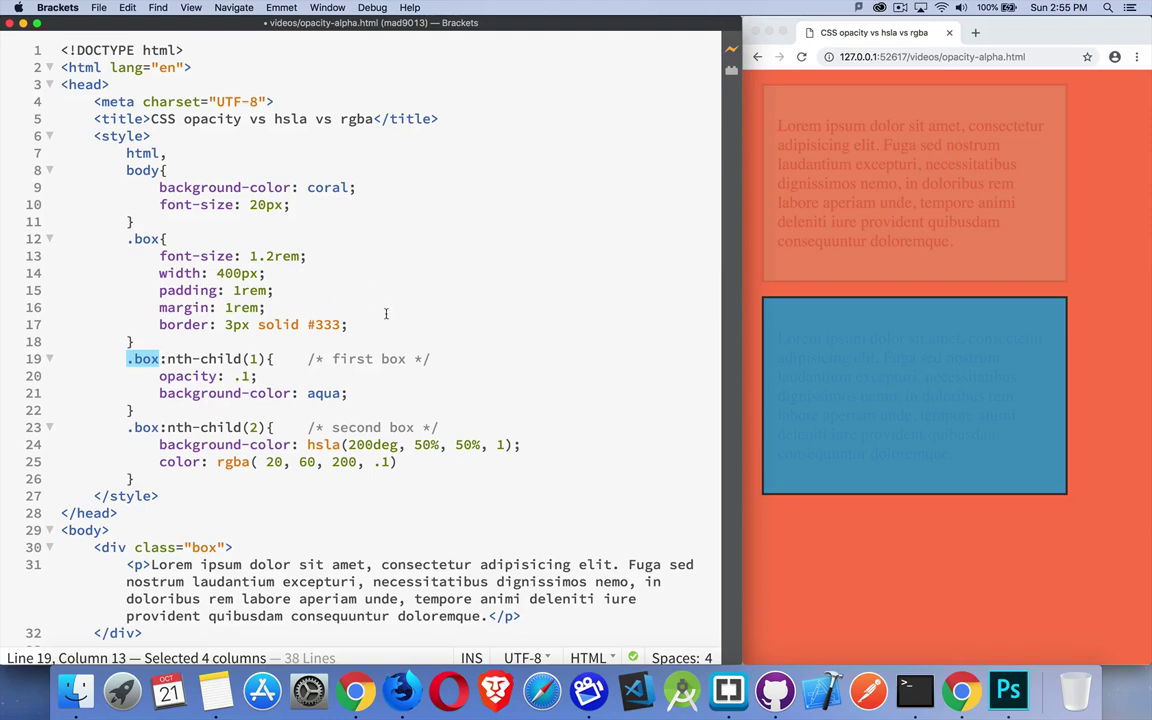 Brackets File Edit Find View Navigate Emmet Window Debug Help 100% Sun 2:55 PM
• videos/opacity-alpha.html (mad9013) — Brackets
1 <!DOCTYPE html>
2 <html lang="en">
3 <head>
4 <meta charset="UTF-8">
5 <title>CSS opacity vs hsla vs rgba</title>
6 <style>
7 html,
8 body{
9 background-color: coral;
10 font-size: 20px;
11 }
12 .box{
13 font-size: 1.2rem;
14 width: 400px;
15 padding: 1rem;
16 margin: 1rem;
17 border: 3px solid #333;
18 }
19 .box:nth-child(1){ /* first box */
20 opacity: .1;
21 background-color: aqua;
22 }
23 .box:nth-child(2){ /* second box */
24 background-color: hsla(200deg, 50%, 50%, 1);
25 color: rgba( 20, 60, 200, .1)
26 }
27 </style>
28 </head>
29 <body>
30 <div class="box">
31 <p>Lorem ipsum dolor sit amet, consectetur adipisicing elit. Fuga sed
nostrum laudantium excepturi, necessitatibus dignissimos nemo, in
doloribus rem labore aperiam unde, tempore animi deleniti iure
provident quibusdam consequuntur doloremque.</p>
32 </div>
Line 19, Column 13 — Selected 4 columns — 38 Lines INS UTF-8 HTML Spaces: 4
CSS opacity vs hsla vs rgba
127.0.0.1:52617/videos/opacity-alpha.html
Lorem ipsum dolor sit amet, consectetur
adipisicing elit. Fuga sed nostrum
laudantium excepturi, necessitatibus
dignissimos nemo, in doloribus rem
labore aperiam unde, tempore animi
deleniti iure provident quibusdam
consequuntur doloremque.
Lorem ipsum dolor sit amet, consectetur
adipisicing elit. Fuga sed nostrum
laudantium excepturi, necessitatibus
dignissimos nemo, in doloribus rem
labore aperiam unde, tempore animi
deleniti iure provident quibusdam
consequuntur doloremque.
OCT
21
>_
Ps